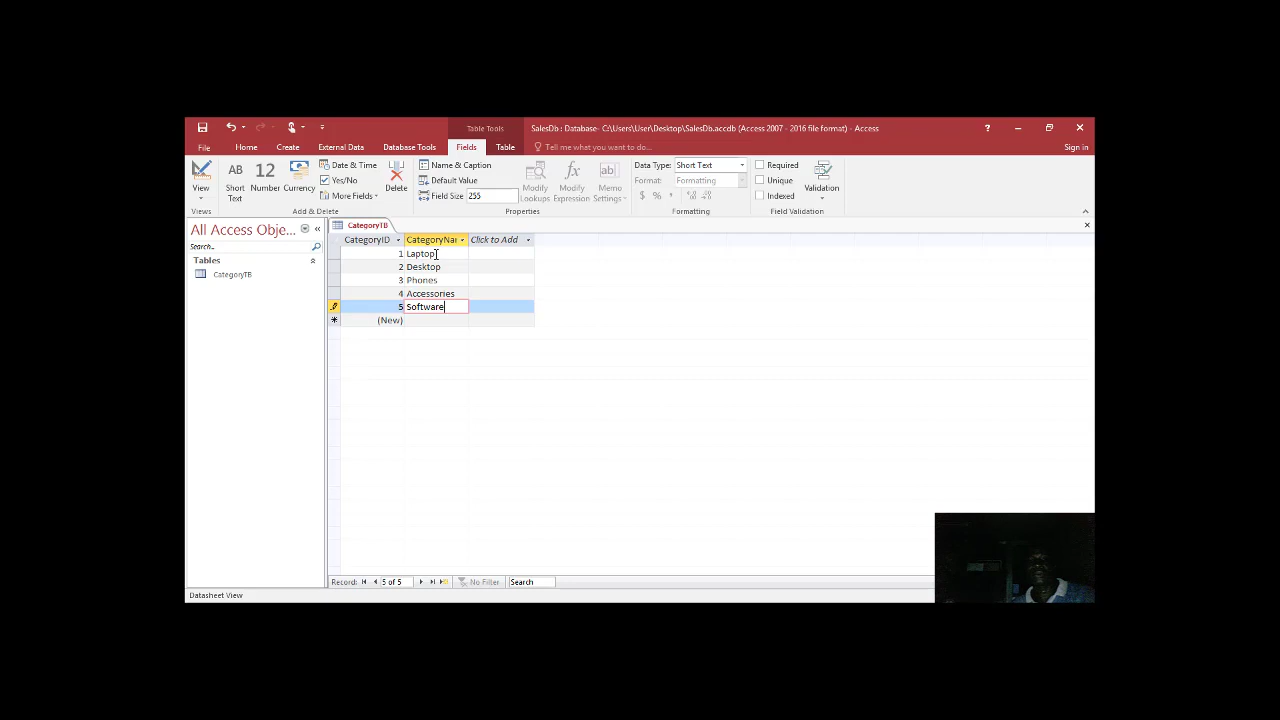 Table Tools
SalesDb : Database- C:\Users\User\Desktop\SalesDb.accdb (Access 2007 - 2016 file format) - Access
?
File Home Create External Data Database Tools Fields Table Tell me what you want to do... Sign in
View
Views
AB Short Text
12 Number
Currency
Date & Time
Yes/No
More Fields
Delete
Add & Delete
Name & Caption
Default Value
Field Size 255
Modify Lookups
fx Modify Expression
ab Memo Settings
Properties
Data Type: Short Text
Format: Formatting
$ % ,
Formatting
Required
Unique
Indexed
Validation
Field Validation
All Access Obje... «
Search...
Tables
CategoryTB
CategoryTB
CategoryID CategoryNar Click to Add
1 Laptop
2 Desktop
3 Phones
4 Accessories
5 Software
* (New)
Record: 5 of 5 No Filter Search
Datasheet View